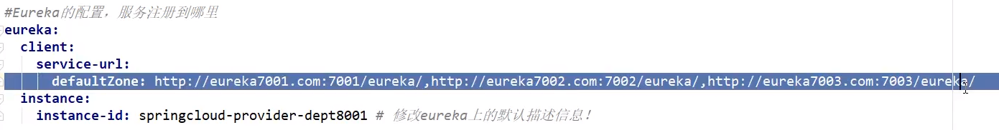 #Eureka的配置，服务注册到哪里
eureka:
  client:
    service-url:
      defaultZone: http://eureka7001.com:7001/eureka/,http://eureka7002.com:7002/eureka/,http://eureka7003.com:7003/eureka/
  instance:
    instance-id: springcloud-provider-dept8001 # 修改eureka上的默认描述信息！